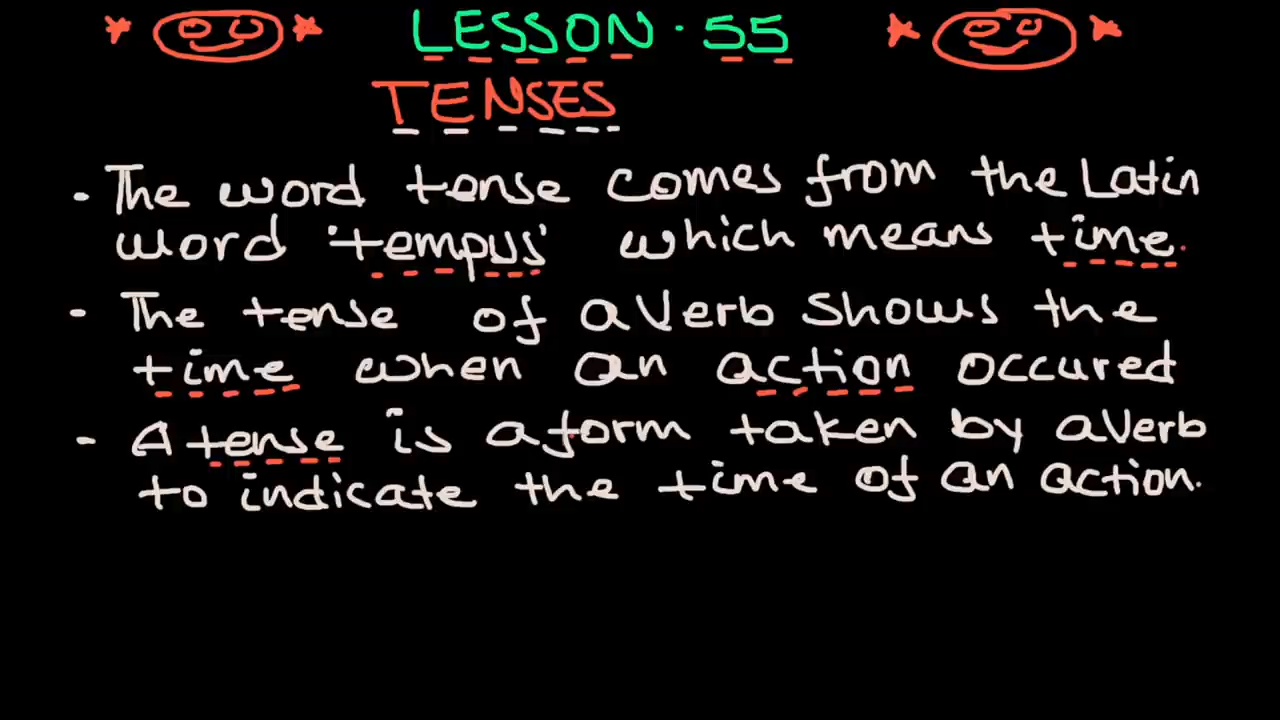 LESSON · 55
TENSES
· The word tense comes from the Latin
word 'tempus' which means time.
- The tense of a Verb shows the
time when an action occured
- A tense is a form taken by a Verb
to indicate the time of an action.